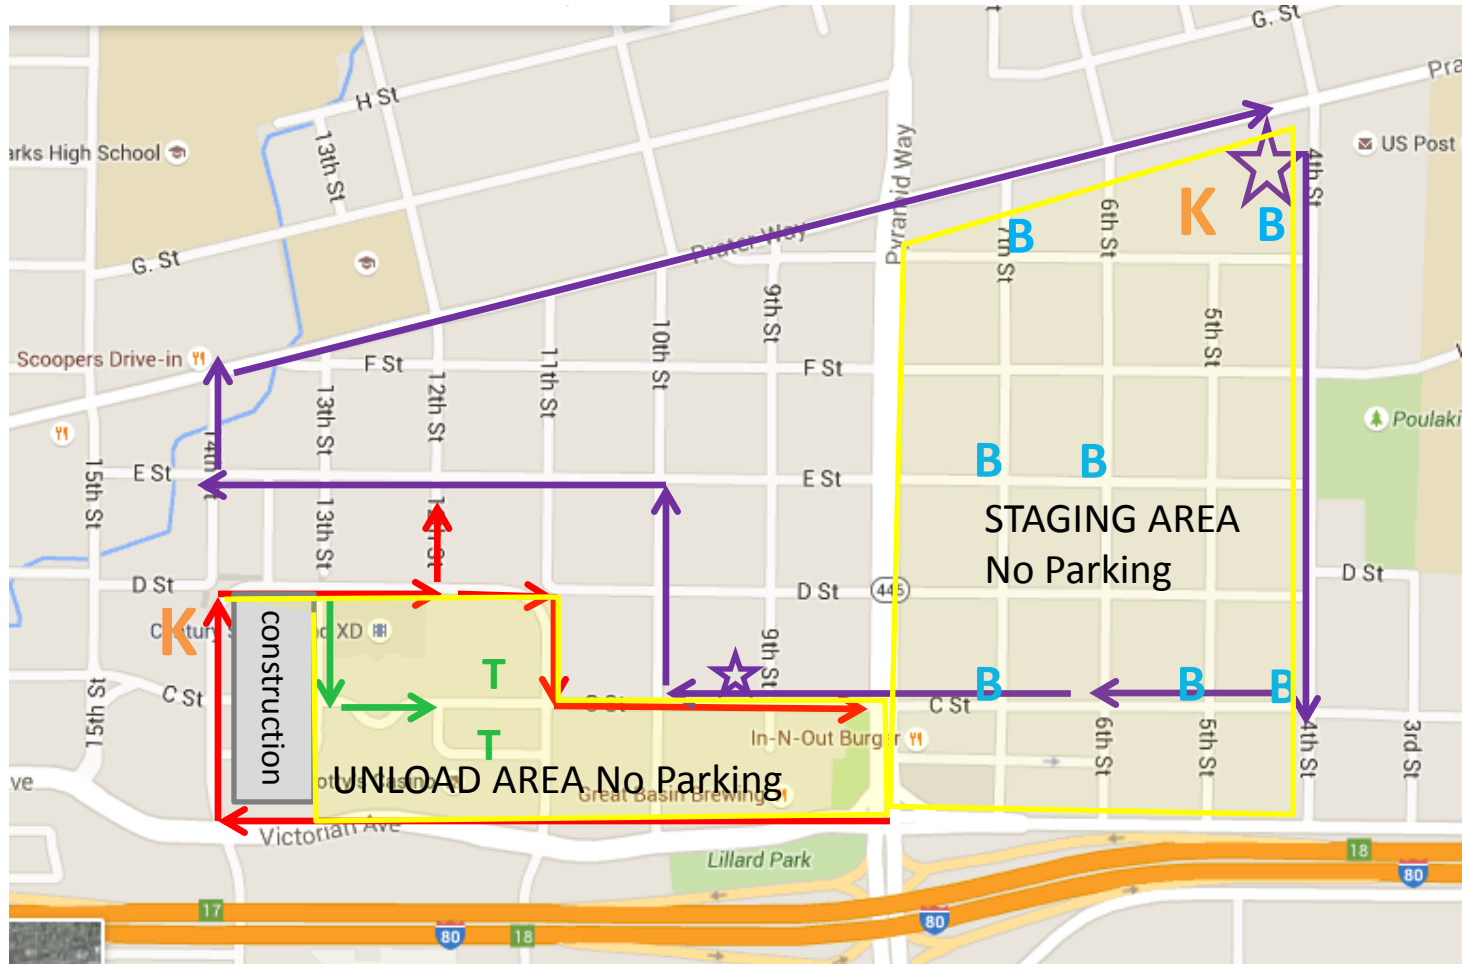 G. St
Pra
H St
13th St
arks High School
US Post
4th St
Pyramid Way
K
B
6th St
B
7th St
G. St
Prater Way
9th St
5th St
10th St
Scoopers Drive-in
F St
11th St
F St
13th St
12th St
Poulaki
14th
E St
15th St
E St
B
B
13th St
STAGING AREA
No Parking
D St
D St
445
D St
K
construction
Century
XD
9th St
T
C St
15th St
B
B
B
C St
T
In-N-Out Burger
6th St
5th St
4th St
3rd St
UNLOAD AREA No Parking
Great Basin Brewing
ve
Victorian Ave
Lillard Park
18
80
17
80
18
80